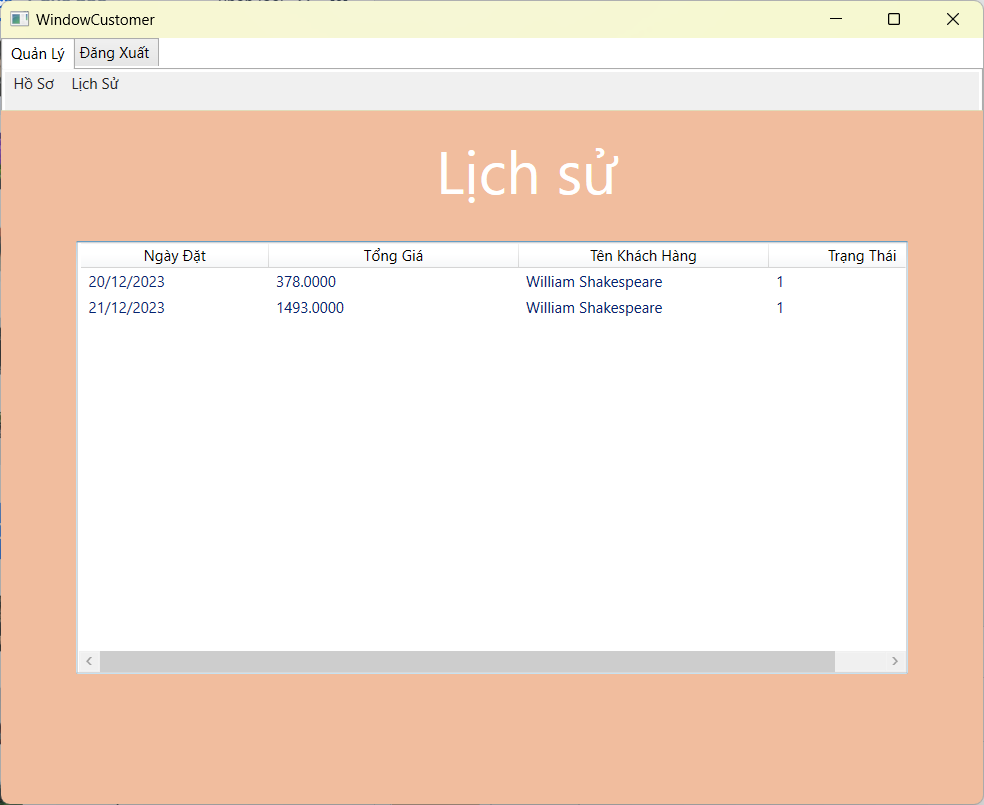 WindowCustomer
Quản Lý Đăng Xuất
Hồ Sơ Lịch Sử
Lịch sử
Ngày Đặt Tổng Giá Tên Khách Hàng Trạng Thái
20/12/2023 378.0000 William Shakespeare 1
21/12/2023 1493.0000 William Shakespeare 1